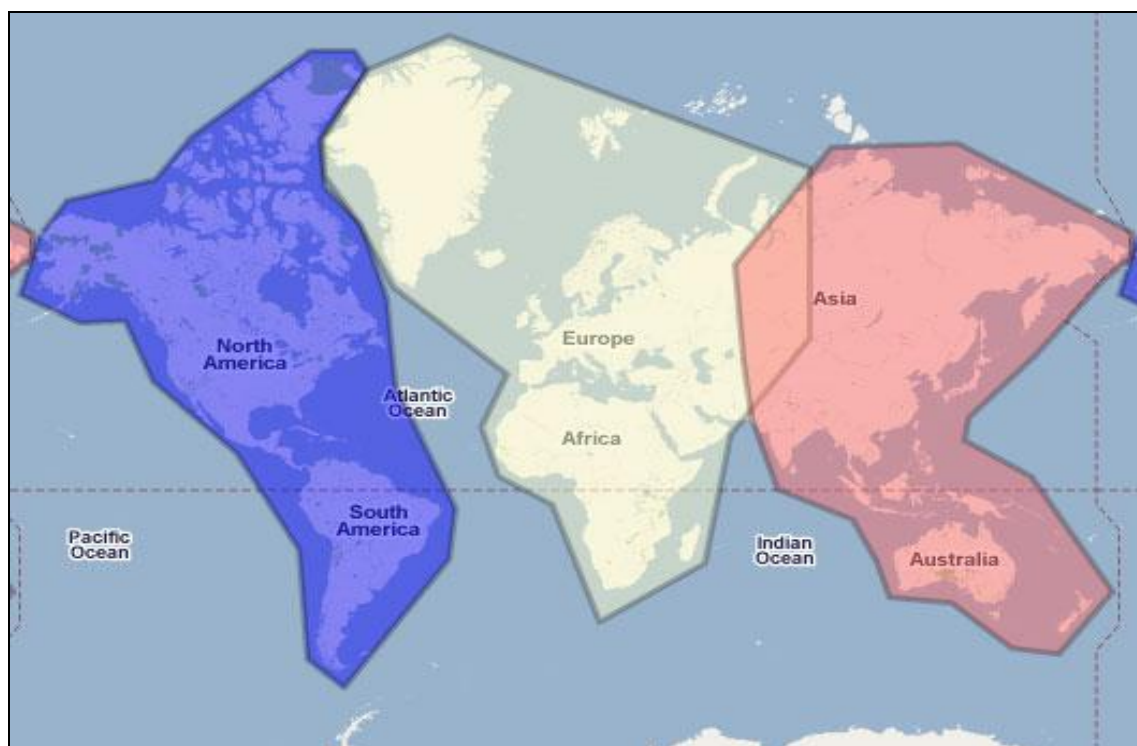 Asia
North
America
Europe
Atlantic
Ocean
Africa
South
America
Pacific
Ocean
Indian
Ocean
Australia